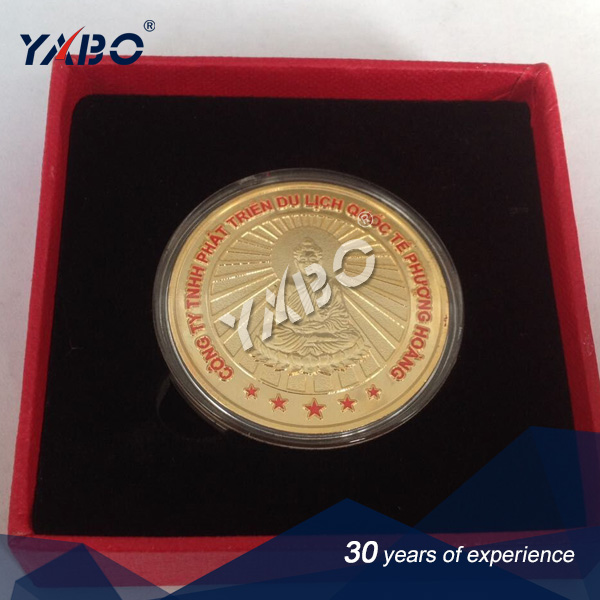 YABO®
CÔNG TY TNHH PHÁT TRIỂN DU LỊCH QUỐC TẾ PHƯỢNG HOÀNG
YABO®
30 years of experience